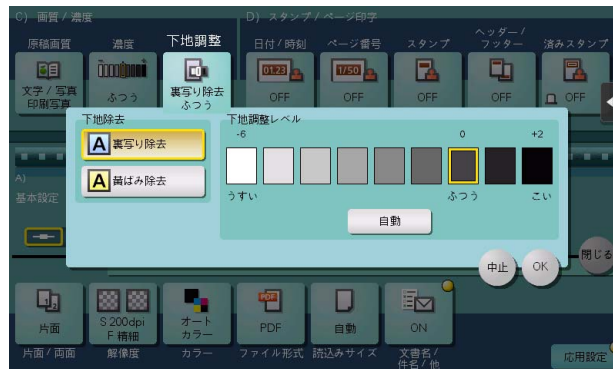 C) 画質 / 濃度
D) スタンプ / ページ印字
原稿画質
濃度
下地調整
日付 / 時刻
ページ番号
スタンプ
ヘッダー /
フッター
済みスタンプ
文字 / 写真
印刷写真
ふつう
裏写り除去
ふつう
01.23
OFF
1/50
OFF
OFF
OFF
OFF
下地除去
A 裏写り除去
A 黄ばみ除去
下地調整レベル
-6
0
+2
うすい
ふつう
こい
自動
中止
OK
A)
基本設定
閉じる
片面
S 200dpi
F 精細
オート
カラー
PDF
PDF
自動
ON
片面 / 両面
解像度
カラー
ファイル形式
読込みサイズ
文書名 /
件名 / 他
応用設定